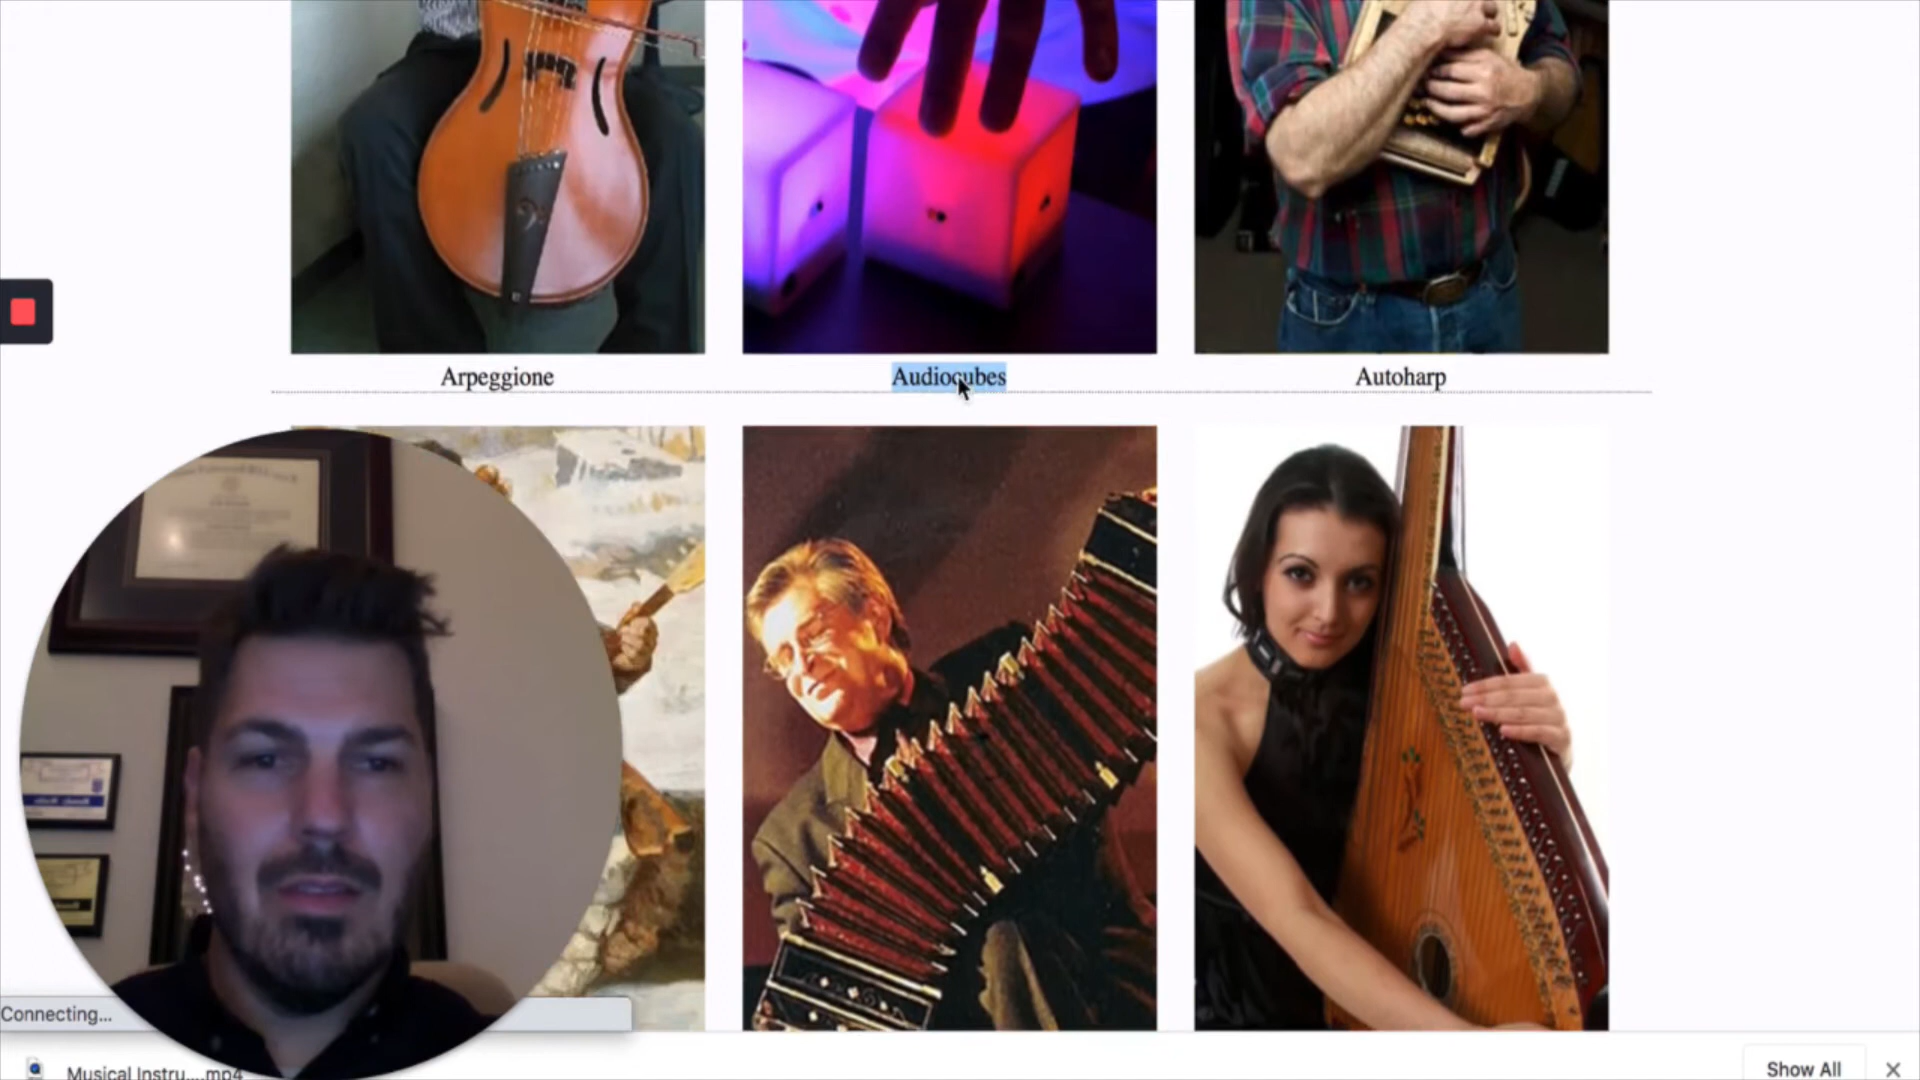 Arpeggione
Audiocubes
Autoharp
Connecting...
Musical Instru....mp4
Show All